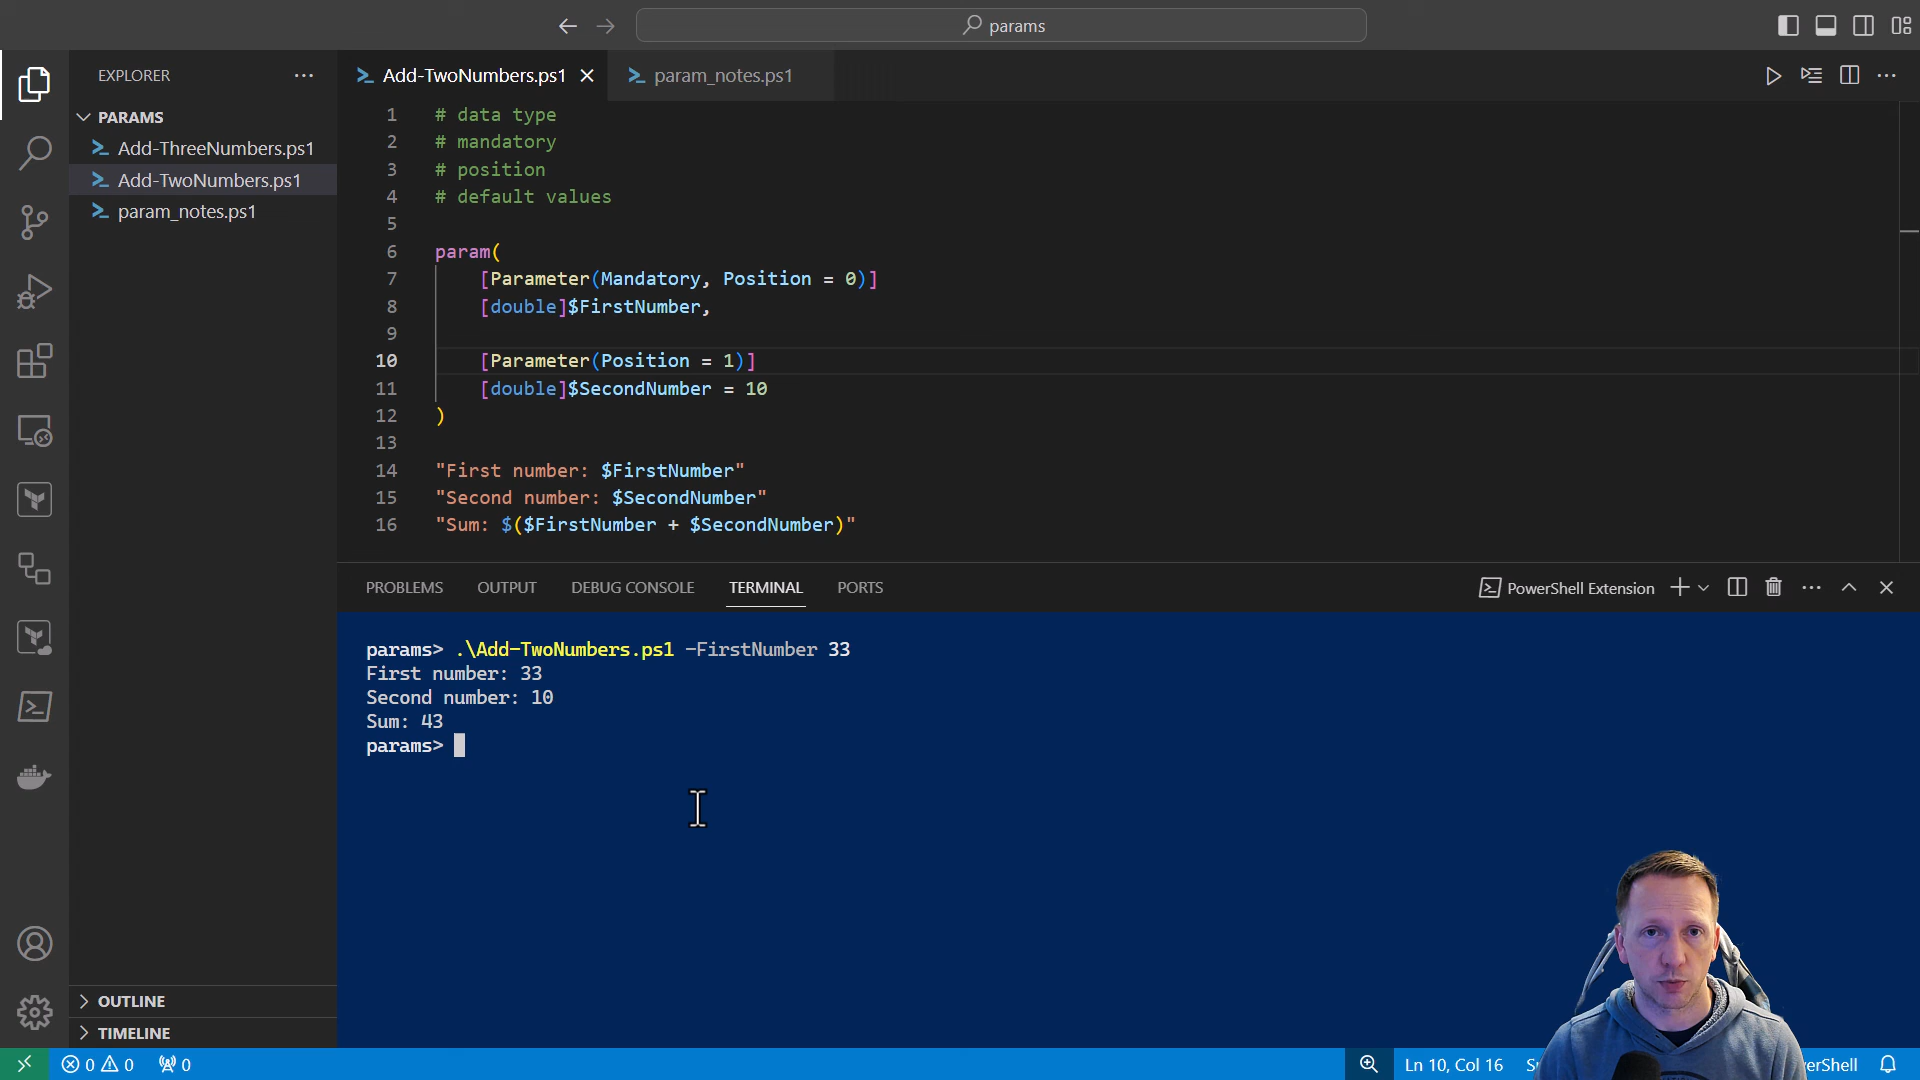 params
EXPLORER
PARAMS
Add-ThreeNumbers.ps1
Add-TwoNumbers.ps1
param_notes.ps1
OUTLINE
TIMELINE
Add-TwoNumbers.ps1
param_notes.ps1
1 # data type
2 # mandatory
3 # position
4 # default values
5
6 param(
7 [Parameter(Mandatory, Position = 0)]
8 [double]$FirstNumber,
9
10 [Parameter(Position = 1)]
11 [double]$SecondNumber = 10
12 )
13
14 "First number: $FirstNumber"
15 "Second number: $SecondNumber"
16 "Sum: $($FirstNumber + $SecondNumber)"
PROBLEMS OUTPUT DEBUG CONSOLE TERMINAL PORTS PowerShell Extension
params> .\Add-TwoNumbers.ps1 -FirstNumber 33
First number: 33
Second number: 10
Sum: 43
params>
0 0 0 Ln 10, Col 16